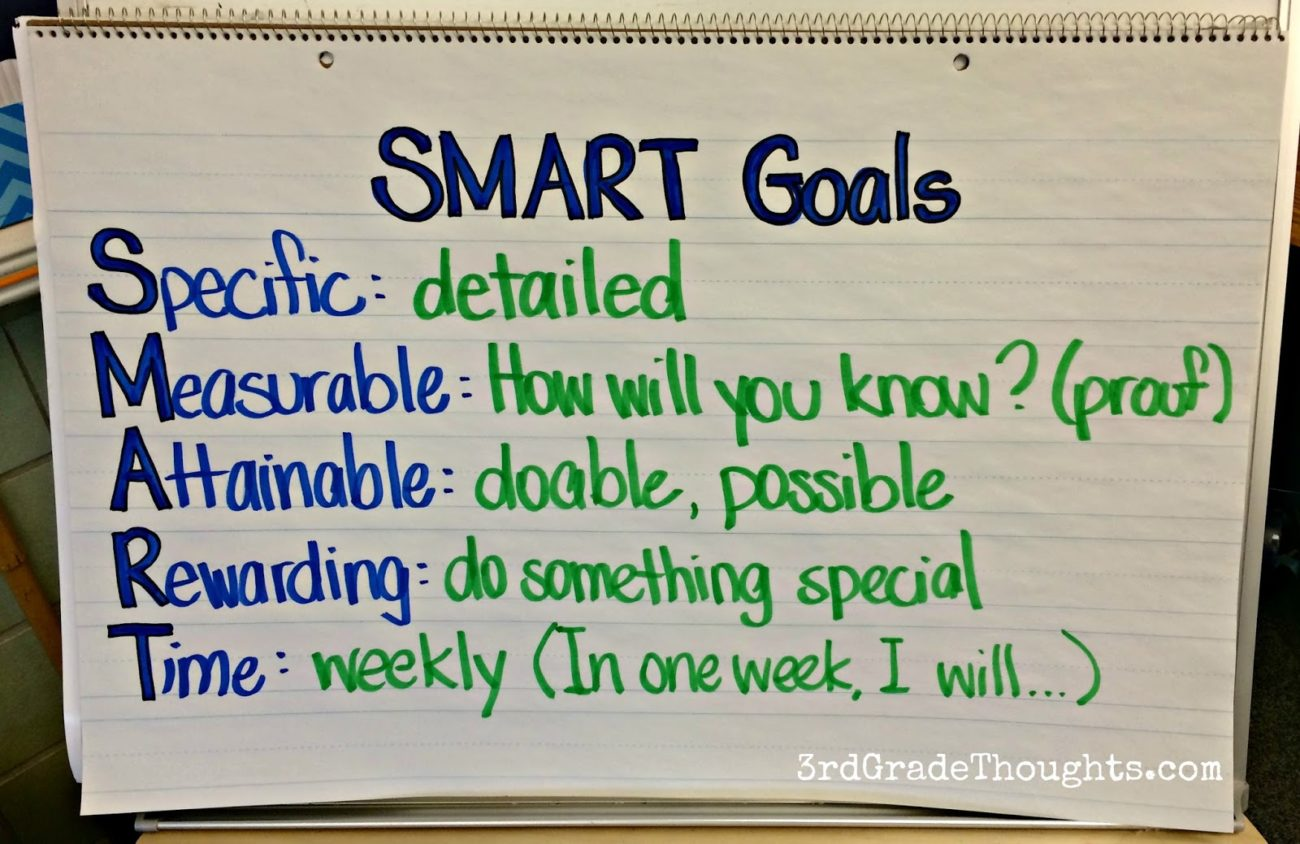 SMART Goals
Specific: detailed
Measurable: How will you know? (proof)
Attainable: doable, possible
Rewarding: do something special
Time: weekly (In one week, I will...)
3rdGradeThoughts.com